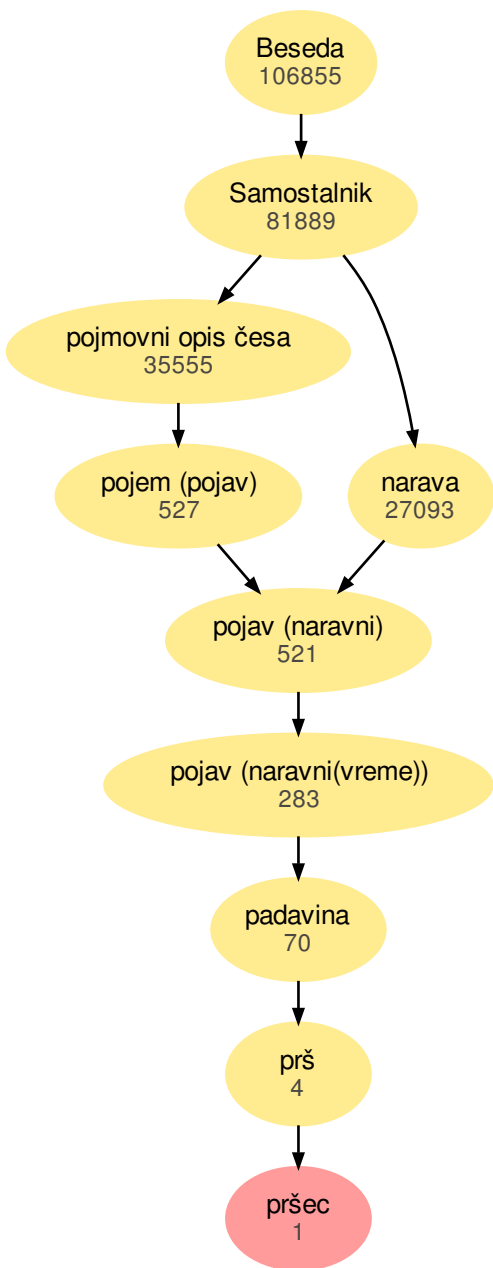 Beseda
106855
Samostalnik
81889
pojmovni opis česa
35555
pojem (pojav)
527
narava
27093
pojav (naravni)
521
pojav (naravni(vreme))
283
padavina
70
prš
4
pršec
1